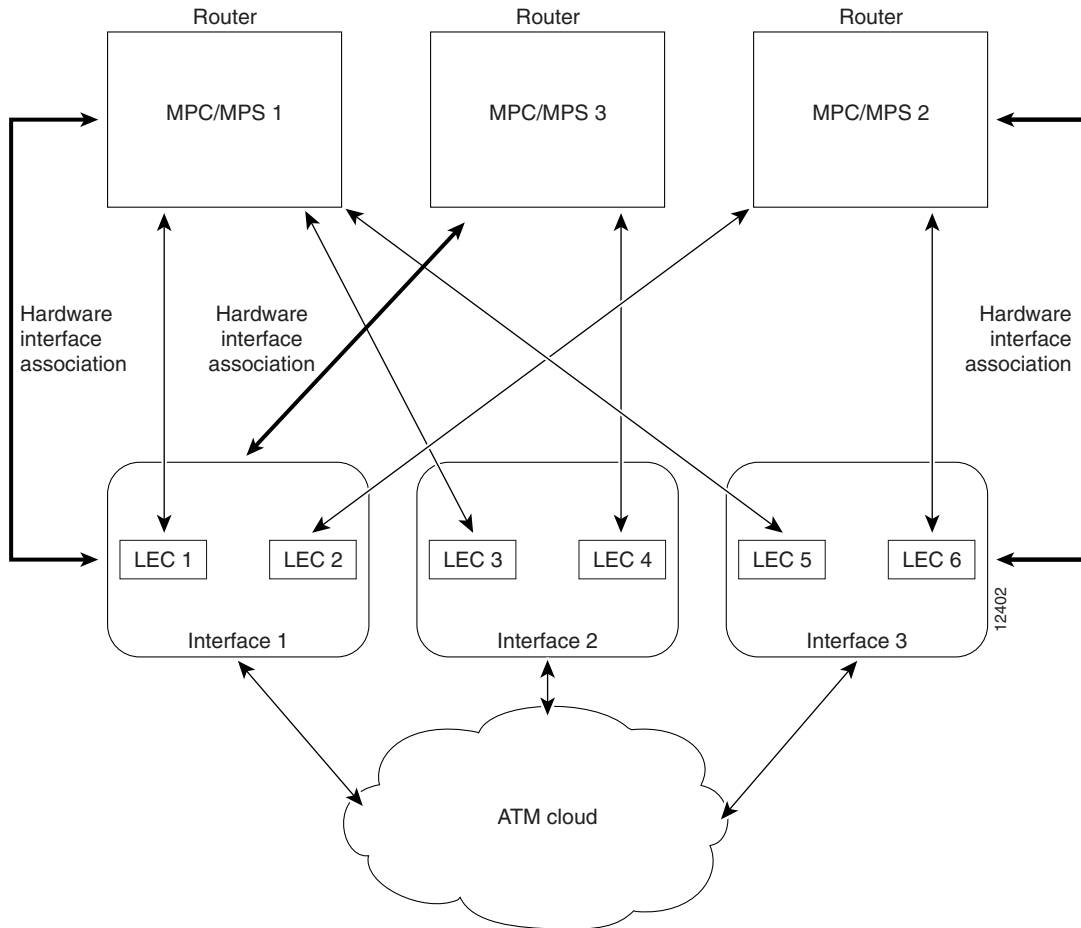 Router
Router
Router
MPC/MPS 1
MPC/MPS 3
MPC/MPS 2
Hardware
interface
association
Hardware
interface
association
Hardware
interface
association
LEC 1
LEC 2
LEC 3
LEC 4
LEC 5
LEC 6
Interface 1
Interface 2
Interface 3
12402
ATM cloud